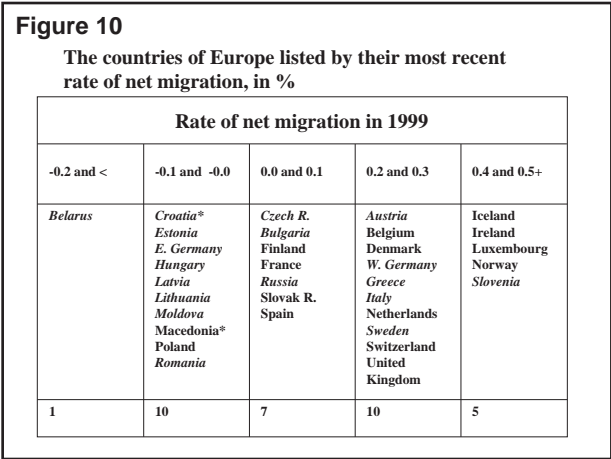 Figure 10
The countries of Europe listed by their most recent
rate of net migration, in %
Rate of net migration in 1999
-0.2 and <
-0.1 and -0.0
0.0 and 0.1
0.2 and 0.3
0.4 and 0.5+
Belarus
Croatia*
Estonia
E. Germany
Hungary
Latvia
Lithuania
Moldova
Macedonia*
Poland
Romania
Czech R.
Bulgaria
Finland
France
Russia
Slovak R.
Spain
Austria
Belgium
Denmark
W. Germany
Greece
Italy
Netherlands
Sweden
Switzerland
United
Kingdom
Iceland
Ireland
Luxembourg
Norway
Slovenia
1
10
7
10
5